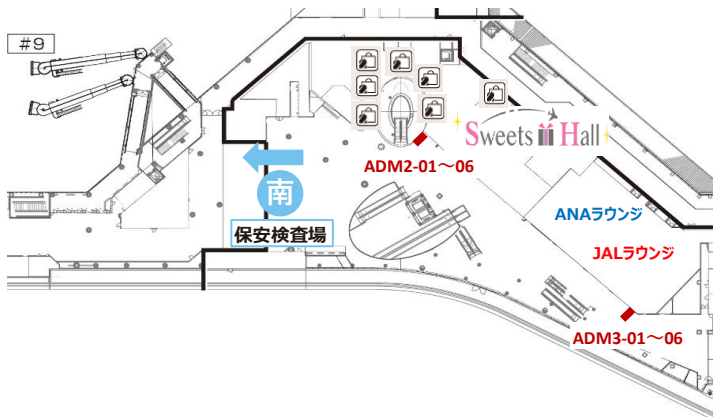 #9
Sweets Hall
ADM2-01～06
南
保安検査場
ANAラウンジ
JALラウンジ
ADM3-01～06